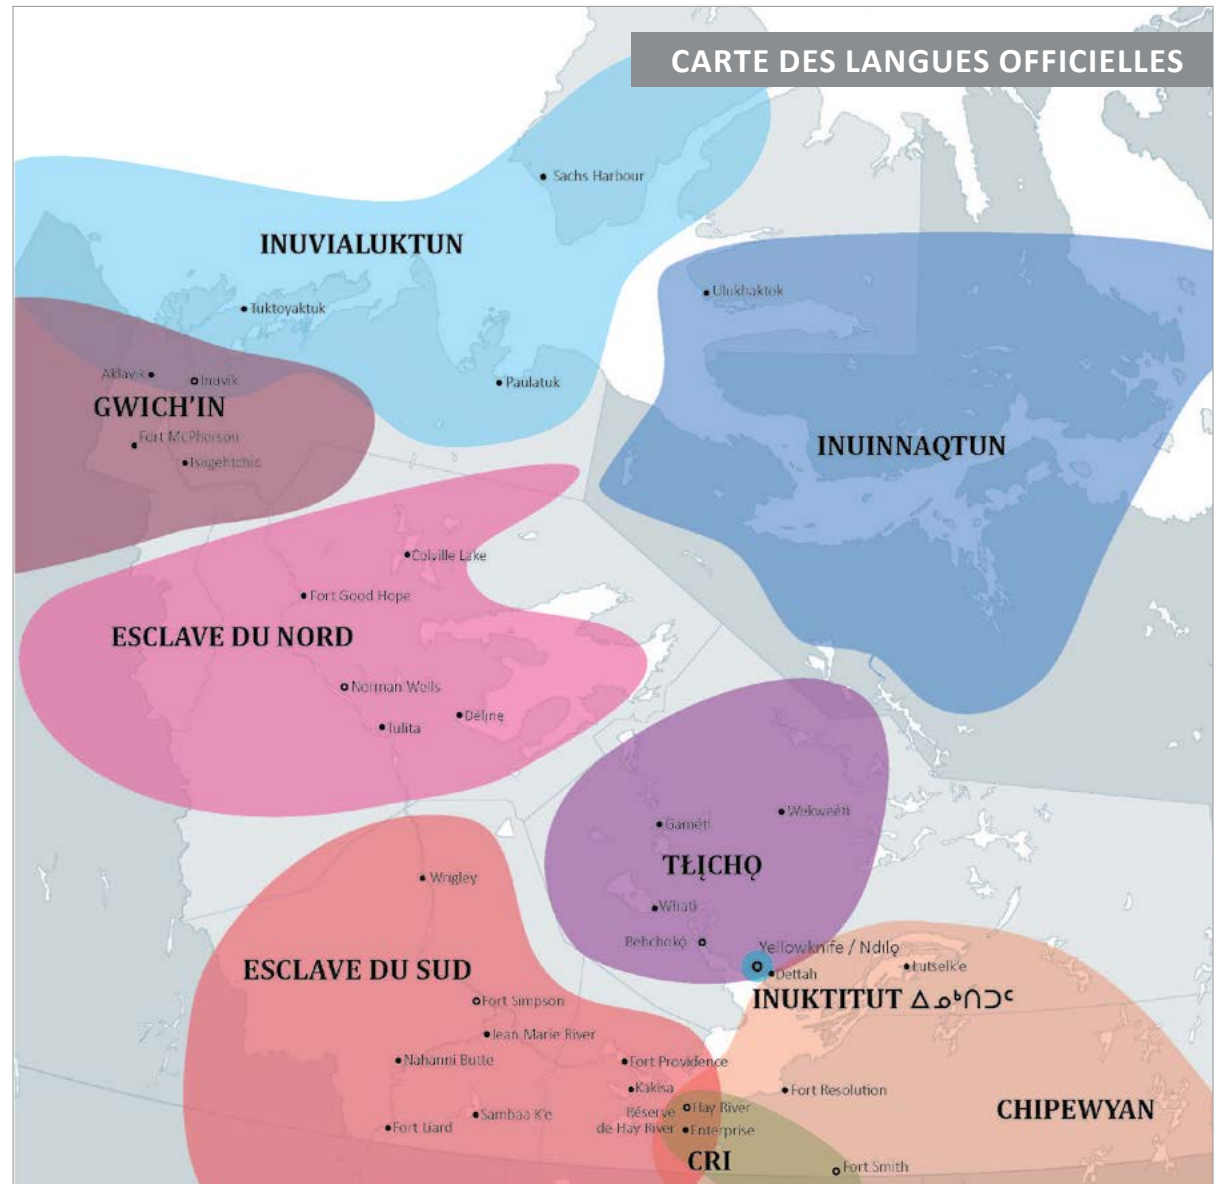 CARTE DES LANGUES OFFICIELLES
Sachs Harbour
INUVIALUKTUN
Ulukhaktok
Tuktoyaktuk
Aklavik
Inuvik
Paulatuk
GWICH'IN
Fort McPherson
Tsiigehtchic
INUINNAQTUN
Colville Lake
Fort Good Hope
ESCLAVE DU NORD
Norman Wells
Délı̨nę
Tulita
Gamètì
Wekweètì
TŁĮCHǪ
Wrigley
Whatì
Behchokǫ̀
Yellowknife / Ndılǫ
Dettah
Łutselk'e
ESCLAVE DU SUD
INUKTITUT ᐃᓄᒃᑎᑐᑦ
Fort Simpson
Jean Marie River
Nahanni Butte
Fort Providence
Kakisa
Fort Resolution
Sambaa K'e
Réserve
de Hay River
Hay River
CHIPEWYAN
Fort Liard
Enterprise
CRI
Fort Smith